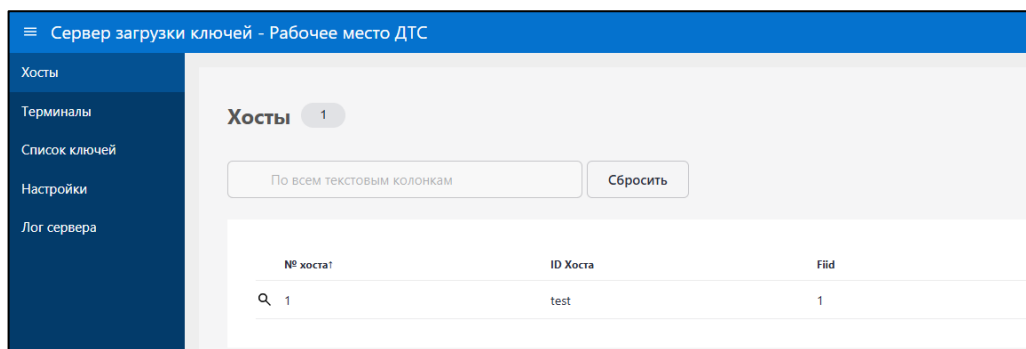 Сервер загрузки ключей - Рабочее место ДТС
Хосты
Терминалы
Список ключей
Настройки
Лог сервера
Хосты 1
По всем текстовым колонкам Сбросить
№ хоста↑ ID Хоста Fiid
1 test 1